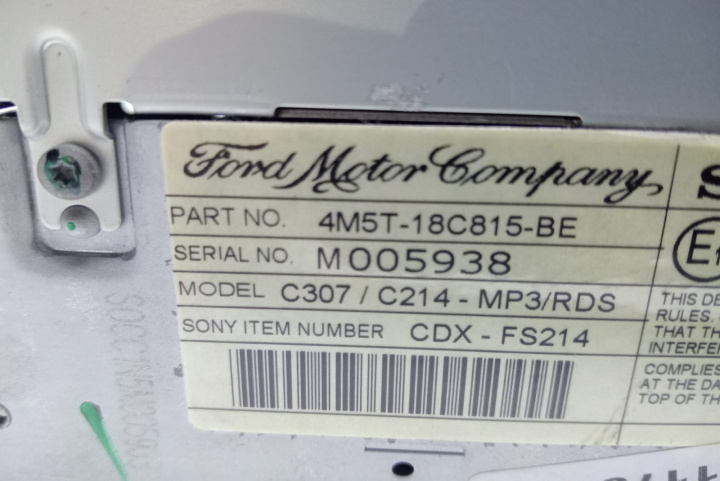 Ford Motor Company
PART NO. 4M5T-18C815-BE
SERIAL NO. M005938
MODEL C307 / C214 - MP3/RDS
SONY ITEM NUMBER CDX - FS214
THIS DE
RULES.
THAT TH
INTERFE
COMPLIES
AT THE DA
TOP OF TH